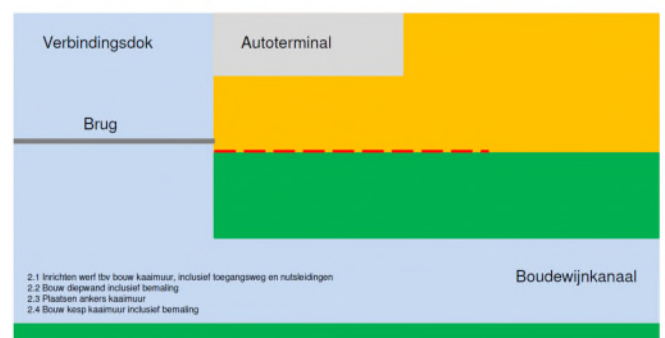 Verbindingsdok
Autoterminal
Brug
2.1 Inrichten werf tbv bouw kaaimuur, inclusief toegangsweg en nutsleidingen
2.2 Bouw diepwand inclusief bemaling
2.3 Plaatsen ankers kaaimuur
2.4 Bouw kesp kaaimuur inclusief bemaling
Boudewijnkanaal